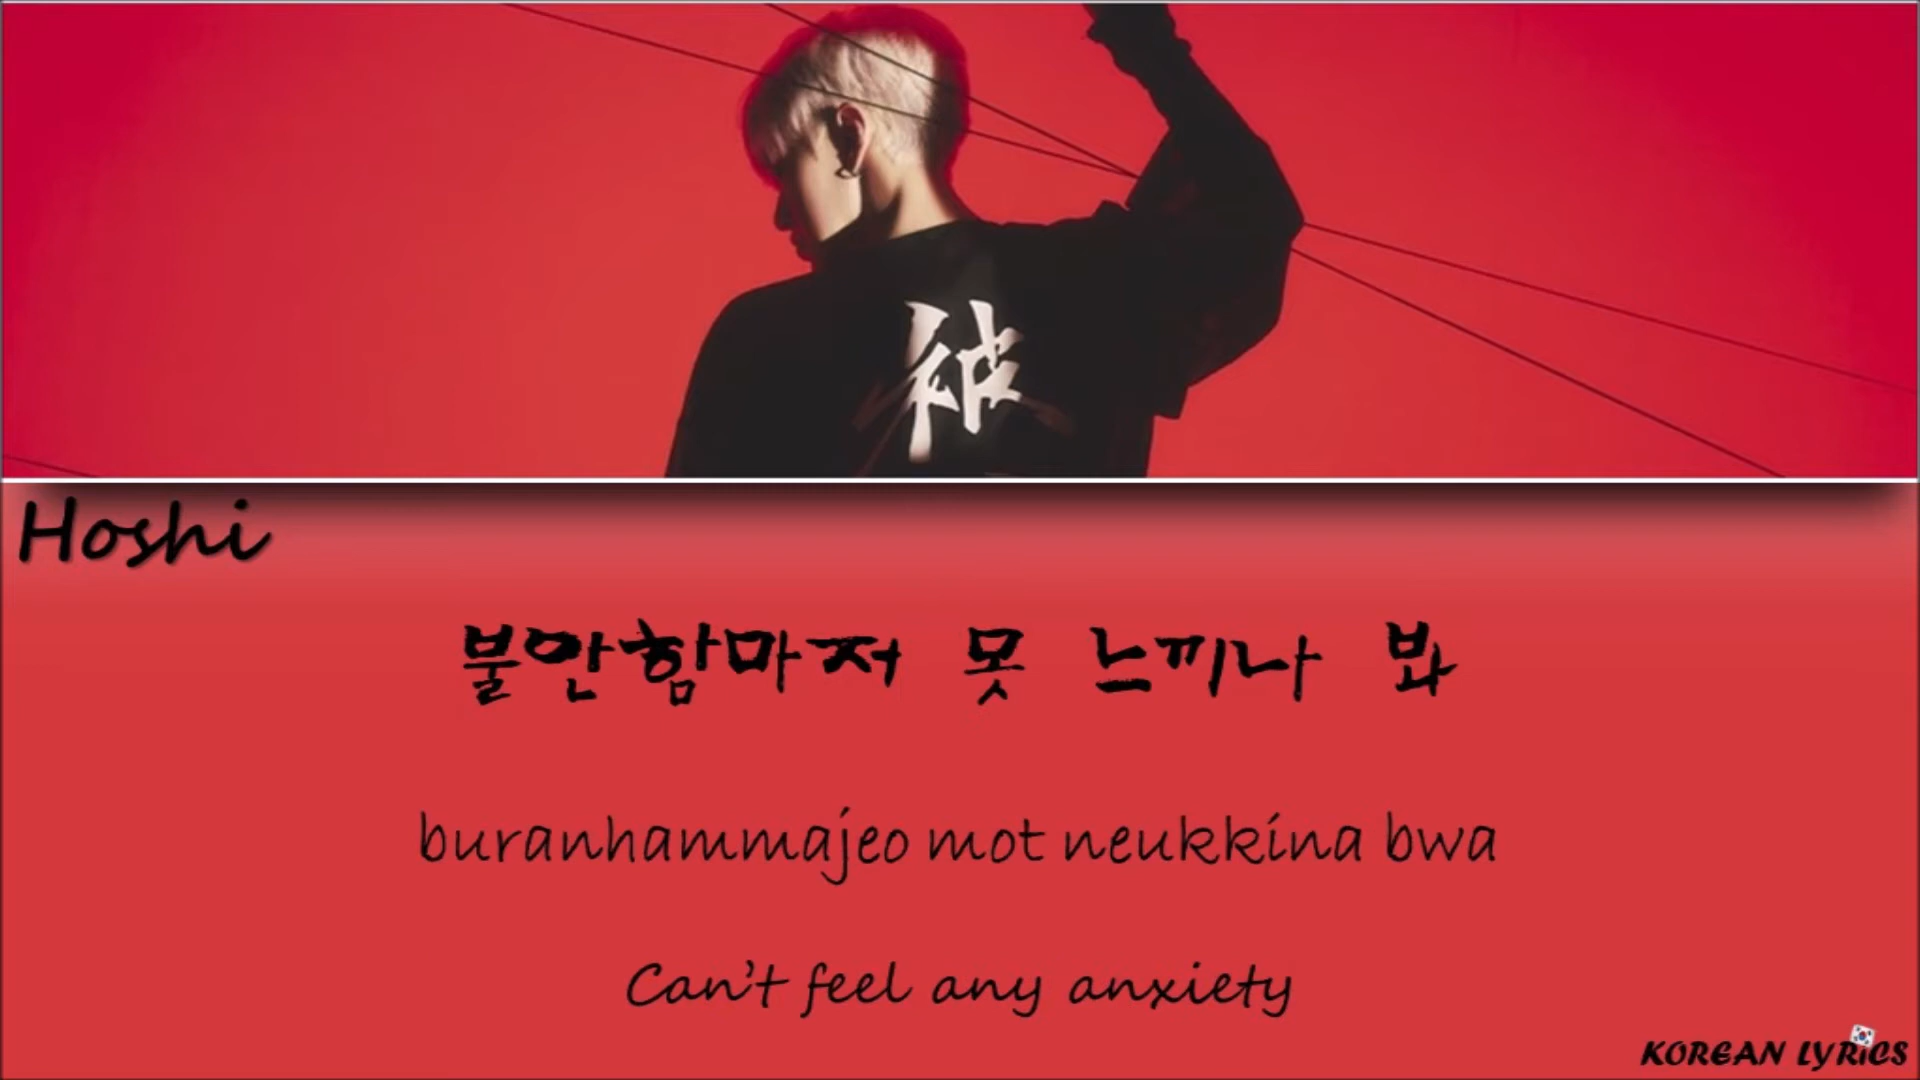 被
Hoshi
불안함마저 못 느끼나 봐
buranhammajeo mot neukkina bwa
Can't feel any anxiety
KOREAN LYRICS